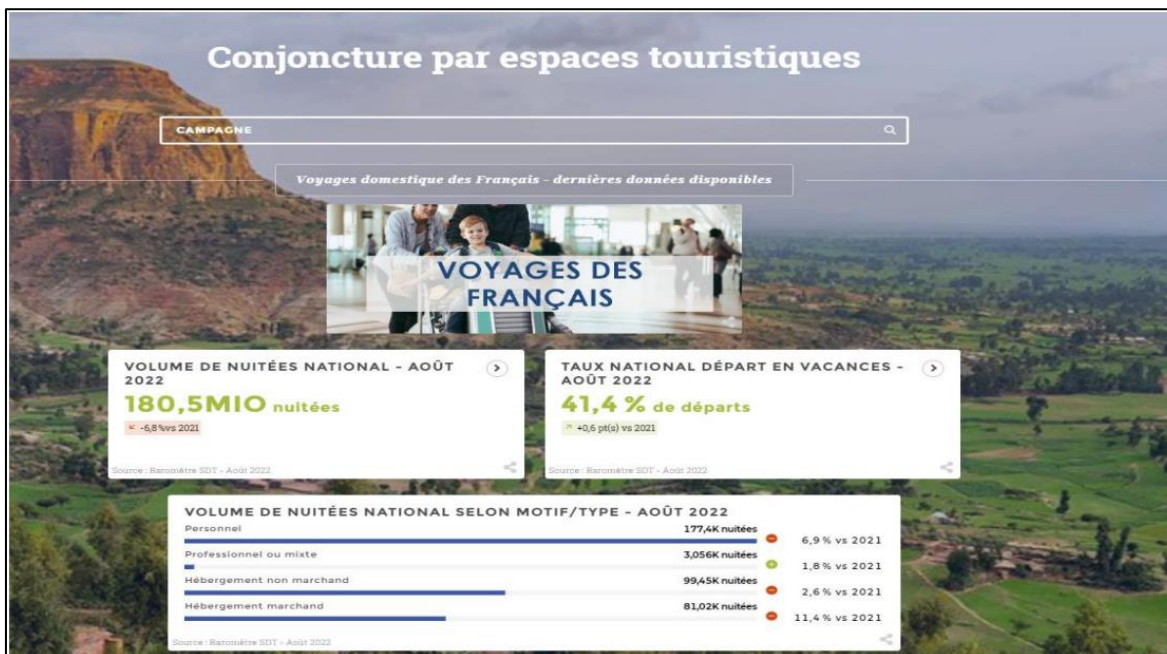 Conjoncture par espaces touristiques
CAMPAGNE
Voyages domestique des Français - dernières données disponibles
VOYAGES DES
FRANÇAIS
VOLUME DE NUITÉES NATIONAL - AOÛT
2022
180,5MIO nuitées
-6,8%vs 2021
Source : Baromètre SDT - Août 2022
TAUX NATIONAL DÉPART EN VACANCES -
AOÛT 2022
41,4 % de départs
+0,6 pt(s) vs 2021
Source : Baromètre SDT - Août 2022
VOLUME DE NUITÉES NATIONAL SELON MOTIF/TYPE - AOÛT 2022
Personnel 177,4K nuitées
6,9% vs 2021
Professionnel ou mixte 3,056K nuitées
1,8% vs 2021
Hébergement non marchand 99,45K nuitées
2,6% vs 2021
Hébergement marchand 81,02K nuitées
11,4% vs 2021
Source : Baromètre SDT - Août 2022